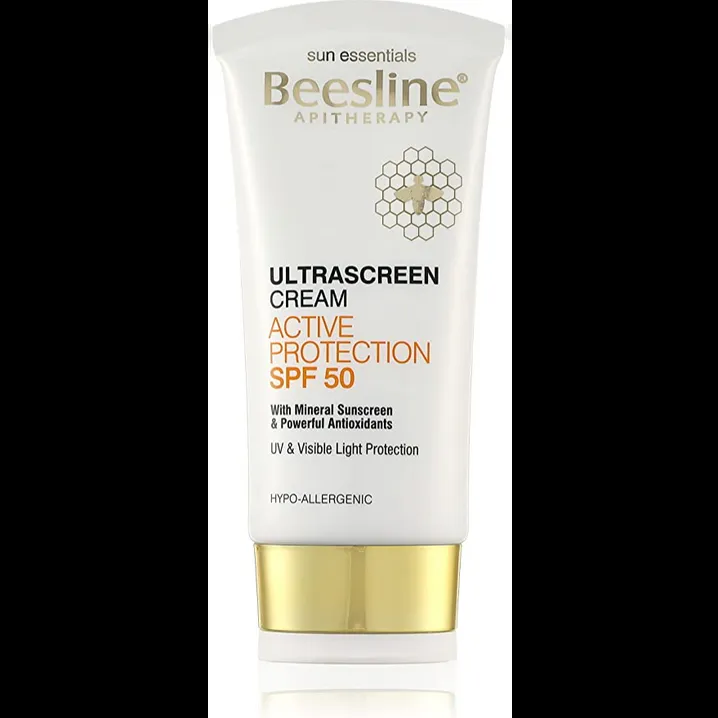 sun essentials
Beesline®
APITHERAPY
ULTRASCREEN
CREAM
ACTIVE
PROTECTION
SPF 50
With Mineral Sunscreen
& Powerful Antioxidants
UV & Visible Light Protection
HYPO-ALLERGENIC